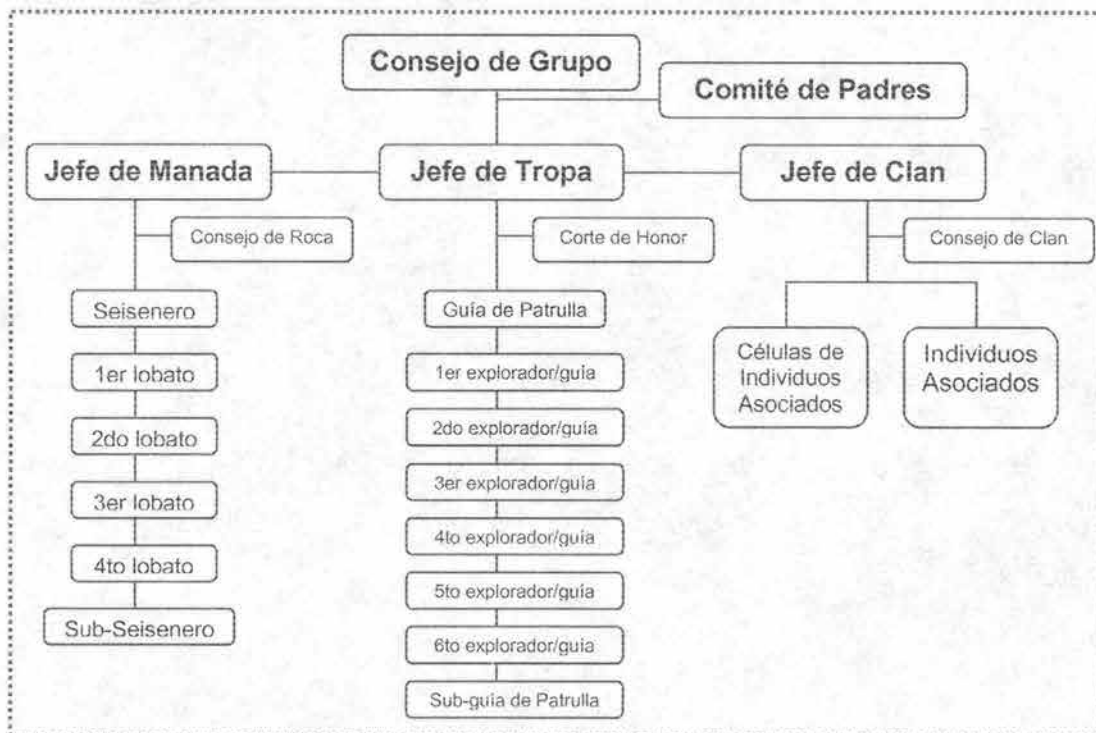 Consejo de Grupo
Comité de Padres
Jefe de Manada
Jefe de Tropa
Jefe de Clan
Consejo de Roca
Corte de Honor
Consejo de Clan
Seisenero
1er lobato
2do lobato
3er lobato
4to lobato
Sub-Seisenero
Guía de Patrulla
1er explorador/guía
2do explorador/guía
3er explorador/guía
4to explorador/guía
5to explorador/guía
6to explorador/guía
Sub-guía de Patrulla
Células de
Individuos
Asociados
Individuos
Asociados